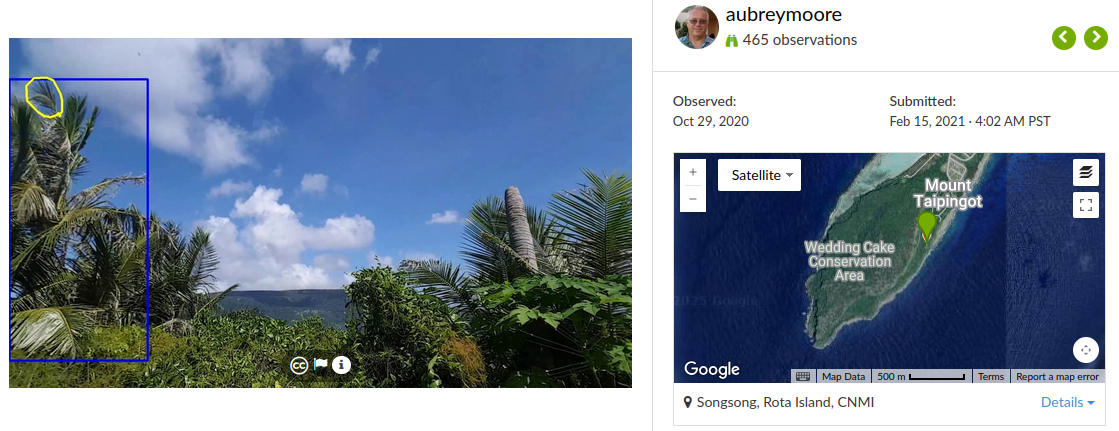 aubreymoore
465 observations
Observed:
Oct 29, 2020
Submitted:
Feb 15, 2021 · 4:02 AM PST
+
Satellite
−
Mount
Taipingot
Wedding Cake
Conservation
Area
2025 Google
cc
i
Google
Map Data
500 m
Terms
Report a map error
Songsong, Rota Island, CNMI
Details